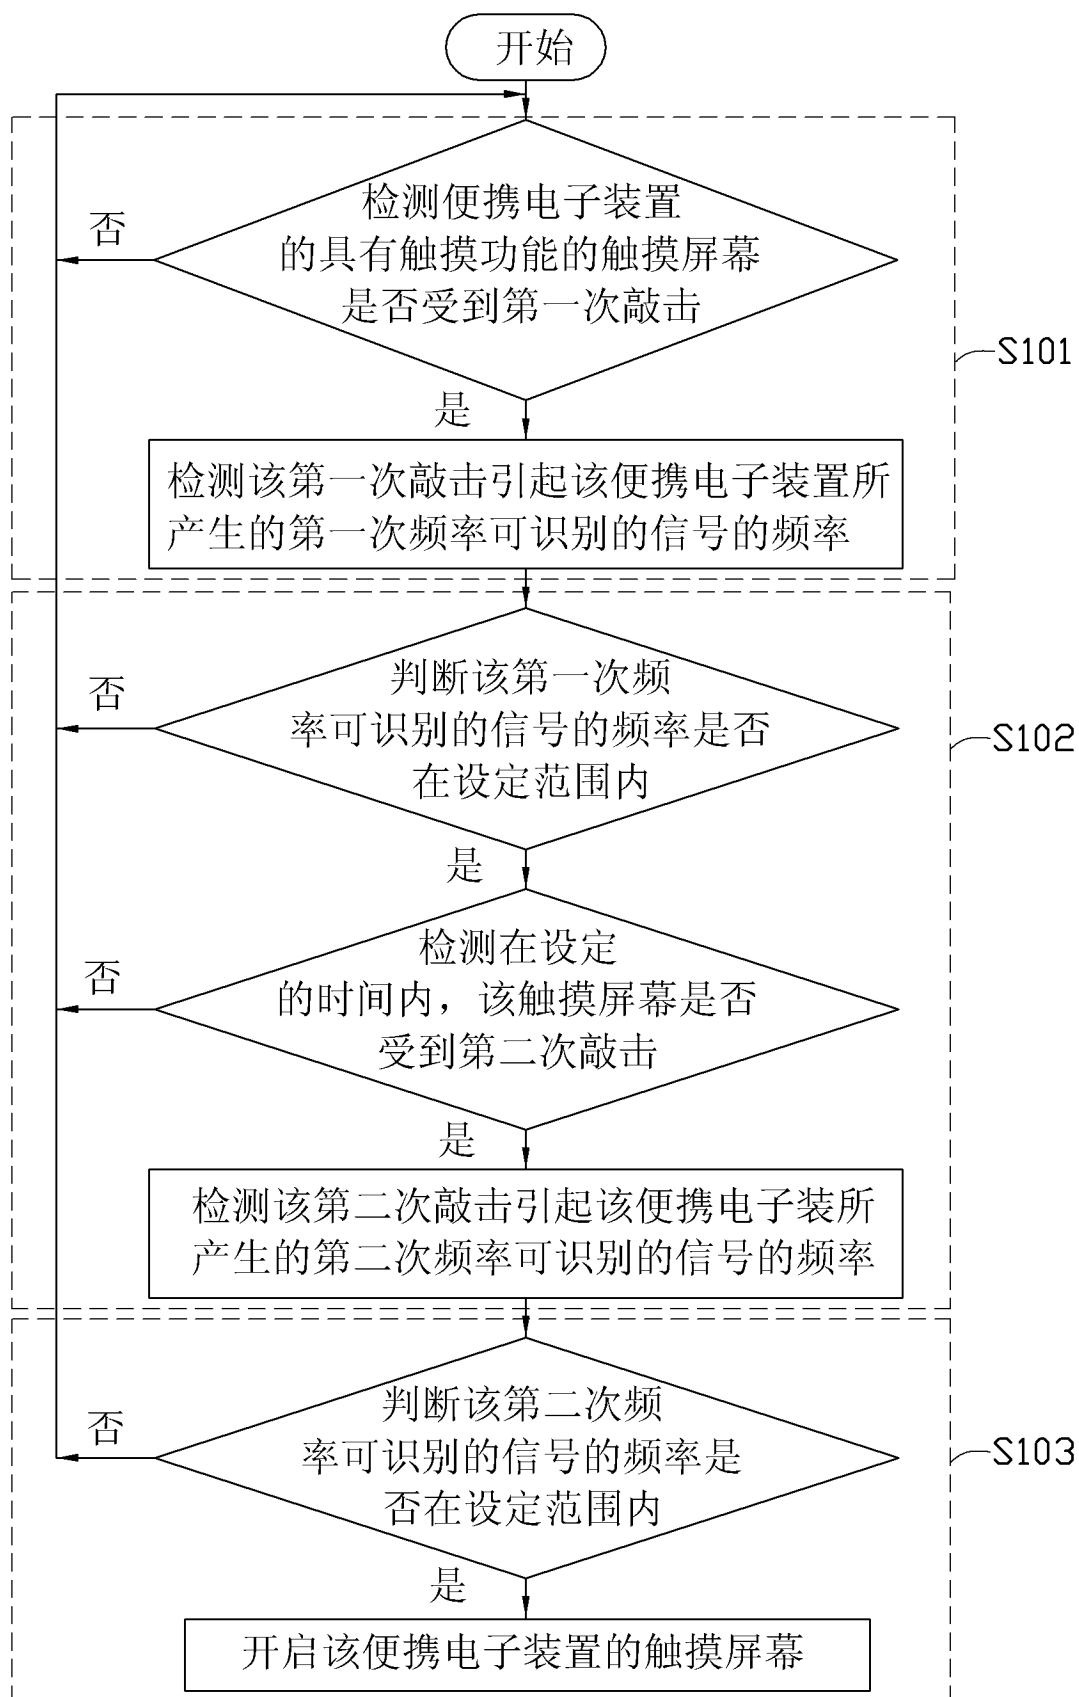 开始
检测便携电子装置
的具有触摸功能的触摸屏幕
是否受到第一次敲击
否
S101
是
检测该第一次敲击引起该便携电子装置所
产生的第一次频率可识别的信号的频率
判断该第一次频
率可识别的信号的频率是否
在设定范围内
否
S102
是
检测在设定
的时间内，该触摸屏幕是否
受到第二次敲击
否
是
检测该第二次敲击引起该便携电子装所
产生的第二次频率可识别的信号的频率
判断该第二次频
率可识别的信号的频率是
否在设定范围内
否
S103
是
开启该便携电子装置的触摸屏幕